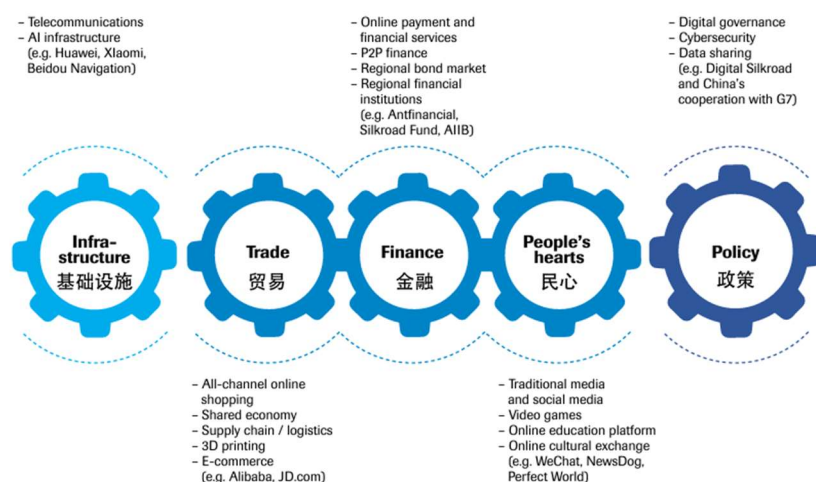 – Telecommunications
– AI infrastructure
(e.g. Huawei, XIaomi,
Beidou Navigation)
– Online payment and
financial services
– P2P finance
– Regional bond market
– Regional financial
institutions
(e.g. Antfinancial,
Silkroad Fund, AIIB)
– Digital governance
– Cybersecurity
– Data sharing
(e.g. Digital Silkroad
and China's
cooperation with G7)
Infra-
structure
基础设施
Trade
贸易
Finance
金融
People's
hearts
民心
Policy
政策
– All-channel online
shopping
– Shared economy
– Supply chain / logistics
– 3D printing
– E-commerce
(e.g. Alibaba, JD.com)
– Traditional media
and social media
– Video games
– Online education platform
– Online cultural exchange
(e.g. WeChat, NewsDog,
Perfect World)